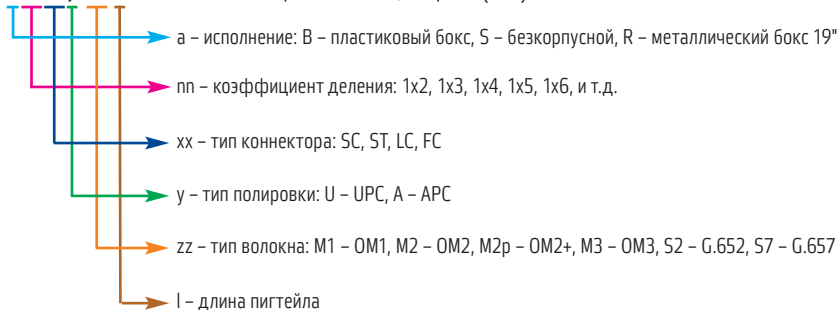 a – исполнение: B – пластиковый бокс, S – безкорпусной, R – металлический бокс 19"
nn – коэффициент деления: 1x2, 1x3, 1x4, 1x5, 1x6, и т.д.
xx – тип коннектора: SC, ST, LC, FC
y – тип полировки: U – UPC, A – APC
zz – тип волокна: M1 – OM1, M2 – OM2, M2p – OM2+, M3 – OM3, S2 – G.652, S7 – G.657
l – длина пигтейла